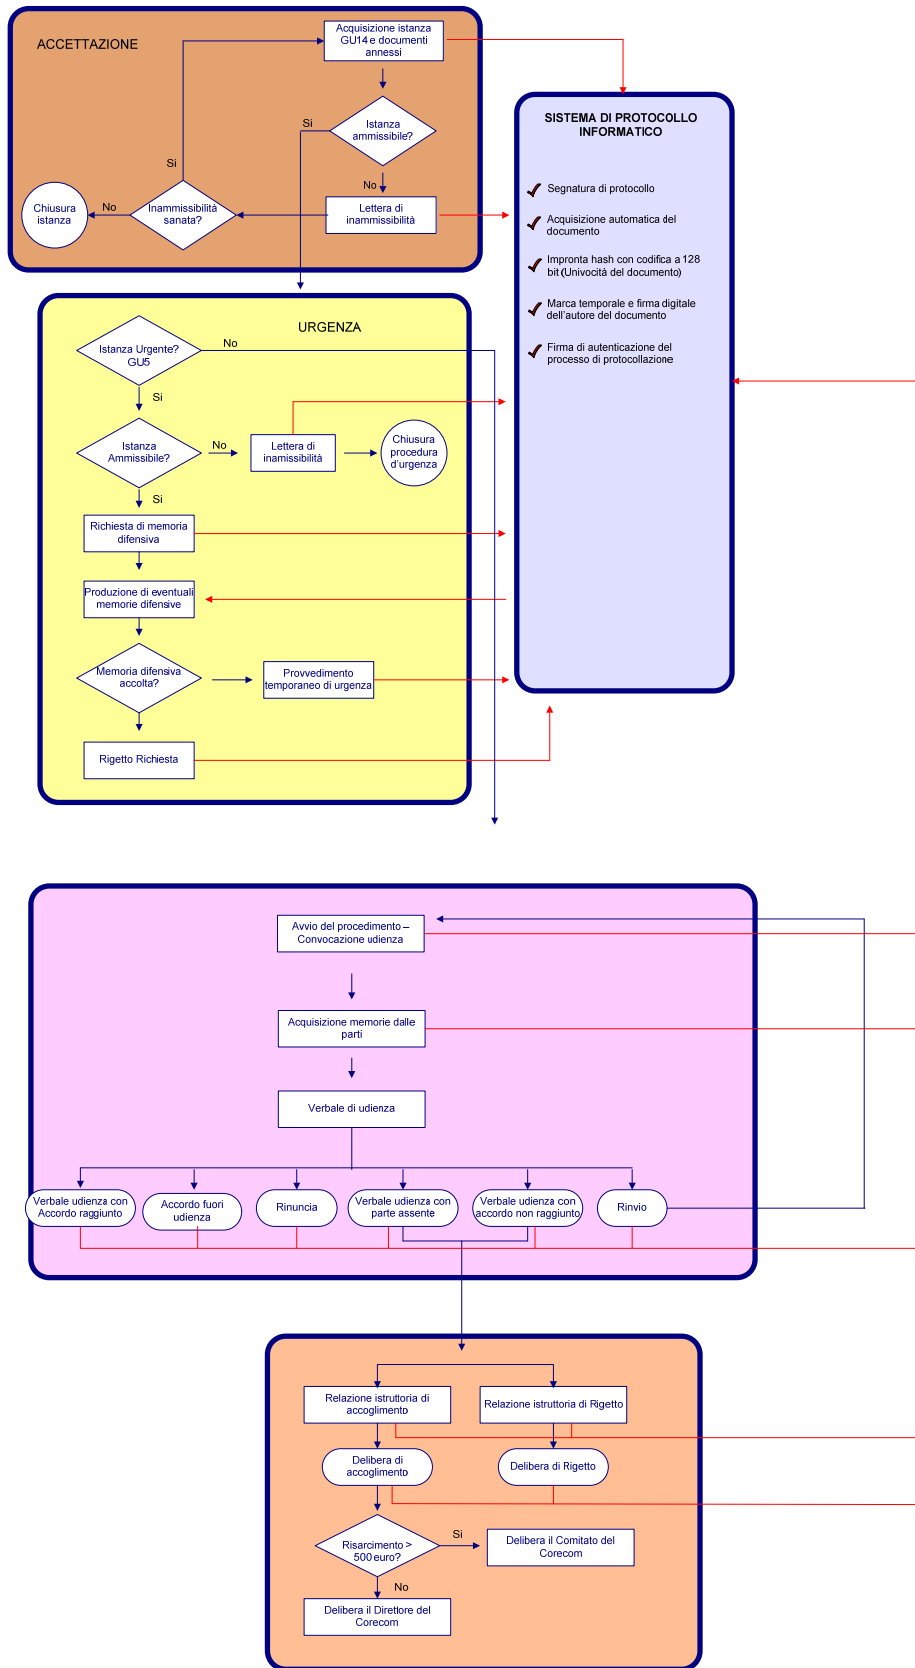 ACCETTAZIONE
Acquisizione istanza
GU14 e documenti
annessi
Si
Istanza
ammissibile?
Si
No
Chiusura
istanza
No
Inammissibilità
sanata?
Lettera di
inammissibilità
SISTEMA DI PROTOCOLLO
INFORMATICO
Segnatura di protocollo
Acquisizione automatica del
documento
Impronta hash con codifica a 128
bit (Univocità del documento)
Marca temporale e firma digitale
dell'autore del documento
Firma di autenticazione del
processo di protocollazione
URGENZA
Istanza Urgente?
GU5
No
Si
Istanza
Ammissibile?
No
Lettera di
inamissibilità
Chiusura
procedura
d'urgenza
Si
Richiesta di memoria
difensiva
Produzione di eventuali
memorie difensive
Memoria difensiva
accolta?
Provvedimento
temporaneo di urgenza
Rigetto Richiesta
Avvio del procedimento –
Convocazione udienza
Acquisizione memorie dalle
parti
Verbale di udienza
Verbale udienza con
Accordo raggiunto
Accordo fuori
udienza
Rinuncia
Verbale udienza con
parte assente
Verbale udienza con
accordo non raggiunto
Rinvio
Relazione istruttoria di
accoglimento
Relazione istruttoria di Rigetto
Delibera di
accoglimento
Delibera di Rigetto
Risarcimento >
500 euro?
Si
Delibera il Comitato del
Corecom
No
Delibera il Direttore del
Corecom